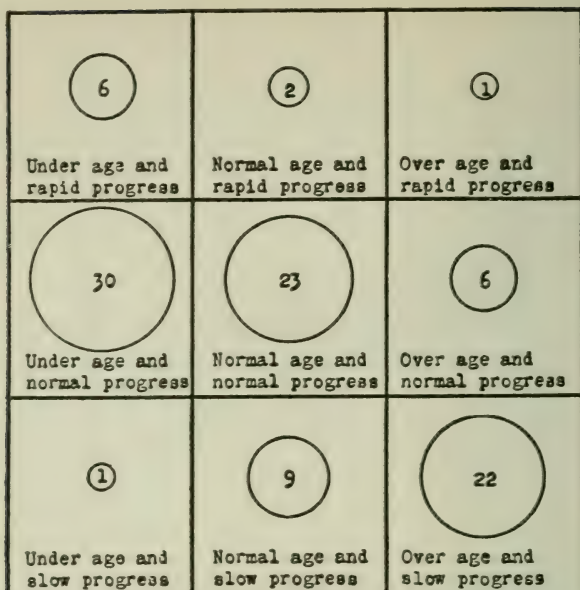 6
Under age and
rapid progress
2
Normal age and
rapid progress
1
Over age and
rapid progress
30
Under age and
normal progress
23
Normal age and
normal progress
6
Over age and
normal progress
1
Under age and
slow progress
9
Normal age and
slow progress
22
Over age and
slow progress